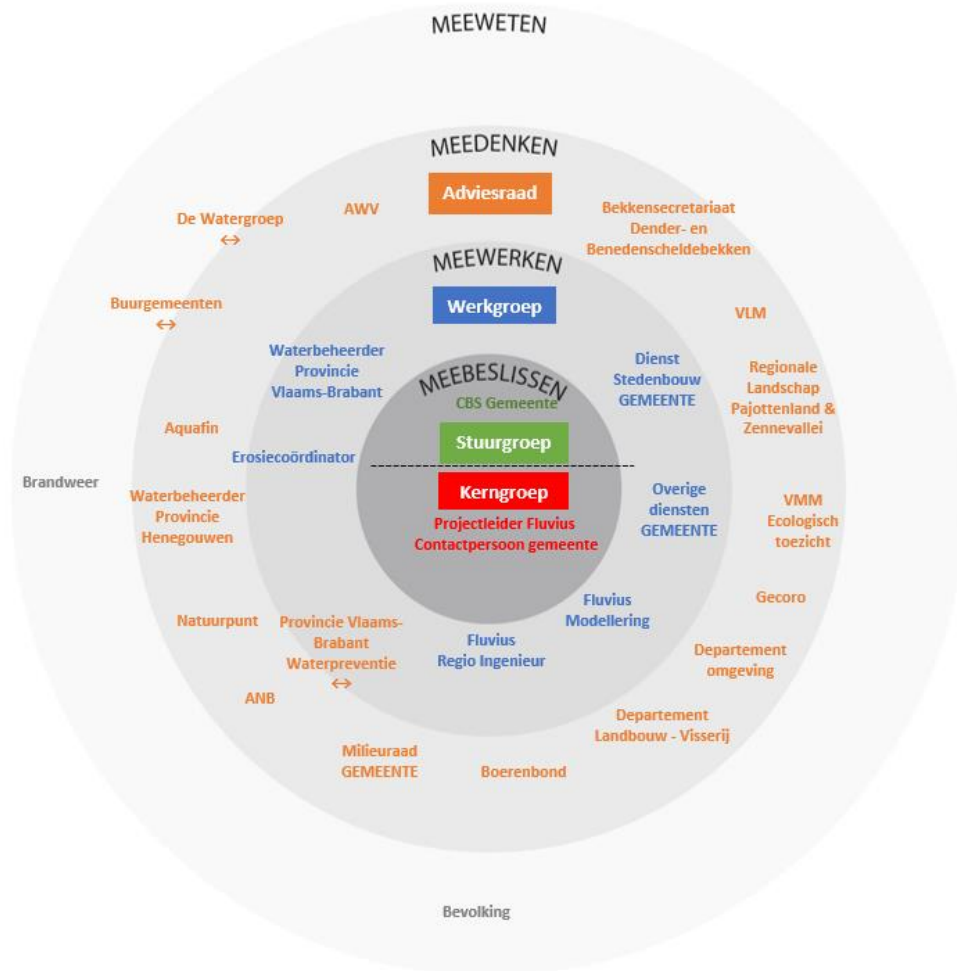 MEEWETEN
MEEDENKEN
Adviesraad
AWV
De Watergroep
↔
Bekkensecretariaat
Dender- en
Benedenscheldebekken
MEEWERKEN
Werkgroep
Buurgemeenten
↔
VLM
Waterbeheerder
Provincie
Vlaams-Brabant
Dienst
Stedenbouw
GEMEENTE
Regionale
Landschap
Pajottenland &
Zennevallei
MEEBESLISSEN
CBS Gemeente
Stuurgroep
Aquafin
Erosiecoördinator
Brandweer
Kerngroep
Projectleider Fluvius
Contactpersoon gemeente
Waterbeheerder
Provincie
Henegouwen
Overige
diensten
GEMEENTE
VMM
Ecologisch
toezicht
Gecoro
Fluvius
Modellering
Natuurpunt
Provincie Vlaams-
Brabant
Waterpreventie
↔
Fluvius
Regio Ingenieur
Departement
omgeving
ANB
Departement
Landbouw - Visserij
Milieuraad
GEMEENTE
Boerenbond
Bevolking